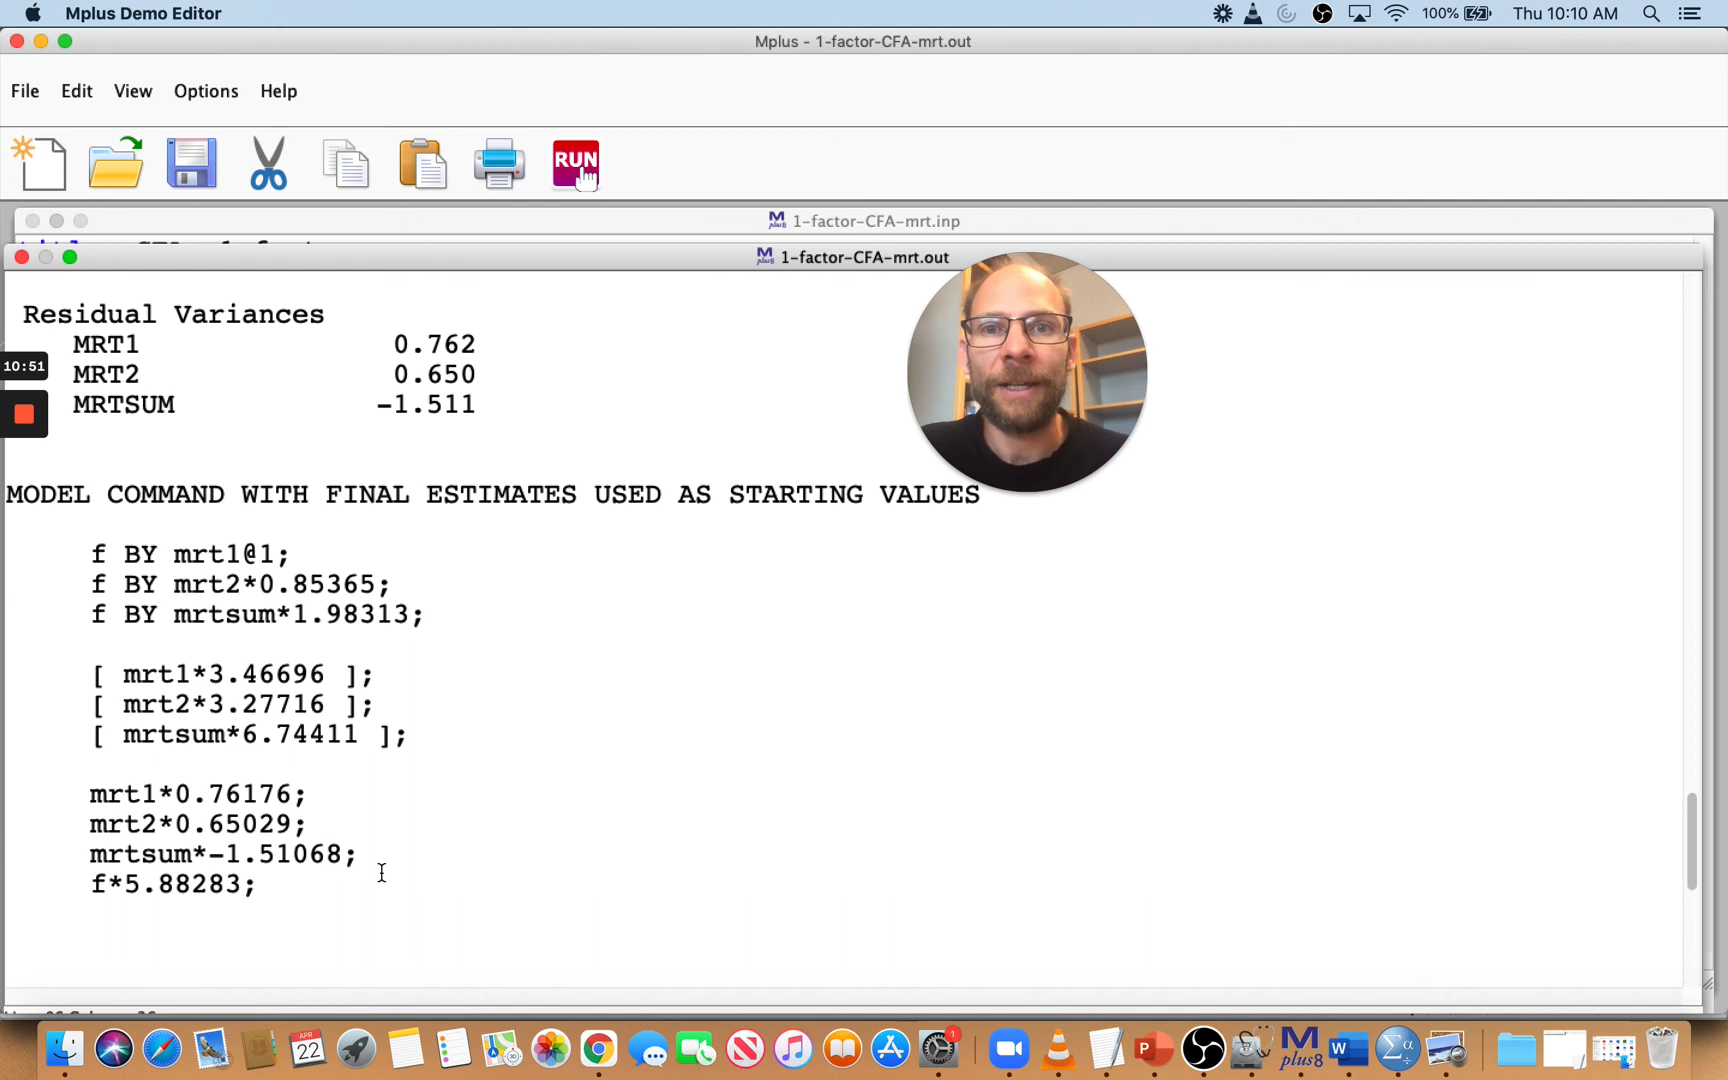 Mplus Demo Editor
100%
Thu 10:10 AM
Mplus - 1-factor-CFA-mrt.out
File Edit View Options Help
RUN
1-factor-CFA-mrt.inp
1-factor-CFA-mrt.out
Residual Variances
MRT1 0.762
10:51
MRT2 0.650
MRTSUM -1.511
MODEL COMMAND WITH FINAL ESTIMATES USED AS STARTING VALUES
f BY mrt1@1;
f BY mrt2*0.85365;
f BY mrtsum*1.98313;
[ mrt1*3.46696 ];
[ mrt2*3.27716 ];
[ mrtsum*6.74411 ];
mrt1*0.76176;
mrt2*0.65029;
mrtsum*-1.51068;
f*5.88283;
APR
22
1
M
plus8
W